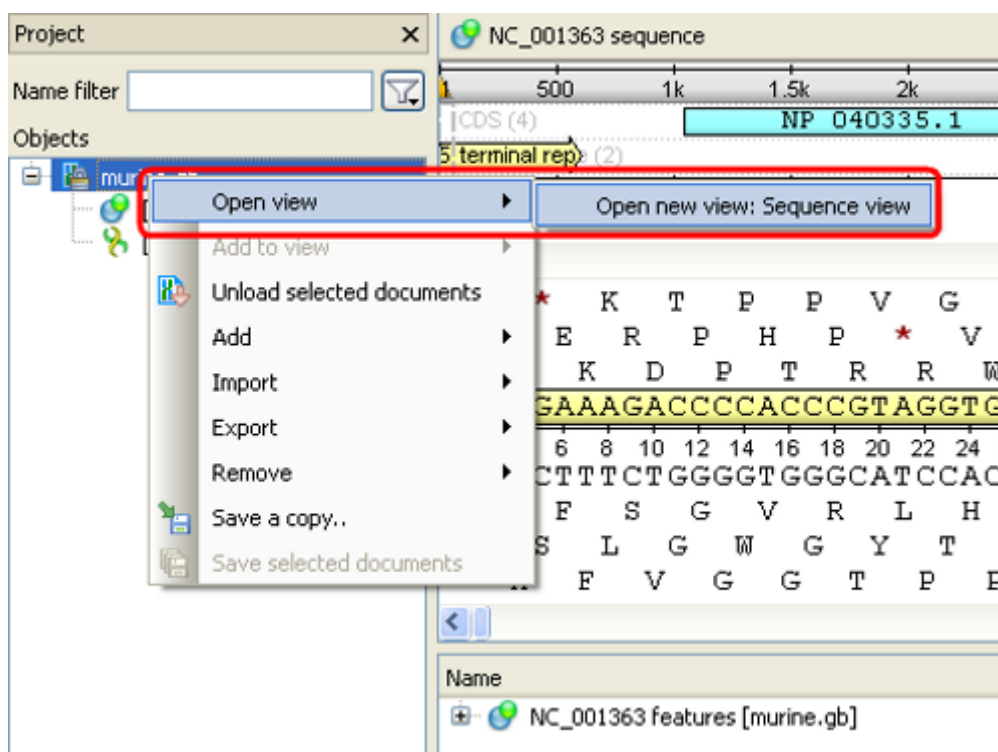 Project
NC_001363 sequence
Name filter
1 500 1k 1.5k 2k
CDS (4)
NP 040335.1
Objects
5 terminal rep (2)
Open view
Open new view: Sequence view
Add to view
Unload selected documents
Add
Import
Export
Remove
Save a copy..
Save selected documents
* K T P P V G
E R P H P * V
K D P T R R W
GAAAGACCCCACCCGTAGGTG
6 8 10 12 14 16 18 20 22 24
CTTTCTGGGGTGGGCATCCAC
F S G V R L H
S L G W G Y T
F V G G T P P
Name
NC_001363 features [murine.gb]